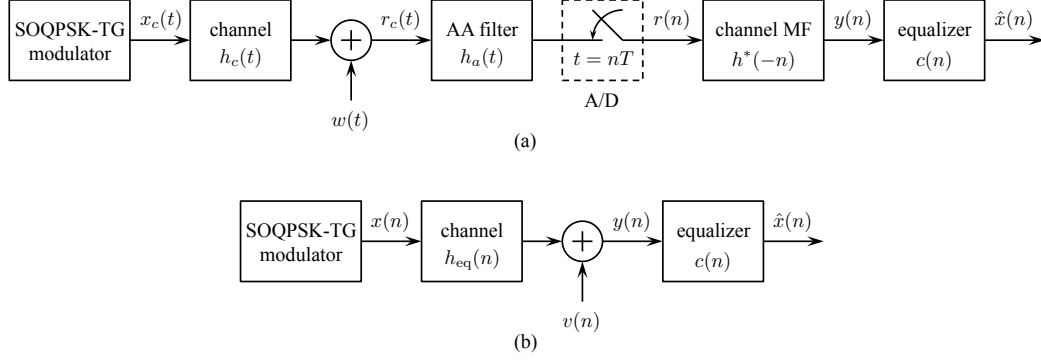 SOQPSK-TG
modulator
x_c(t)
channel
h_c(t)
w(t)
r_c(t)
AA filter
h_a(t)
t = nT
A/D
r(n)
channel MF
h*(-n)
y(n)
equalizer
c(n)
x̂(n)
(a)
SOQPSK-TG
modulator
x(n)
channel
h_eq(n)
v(n)
y(n)
equalizer
c(n)
x̂(n)
(b)